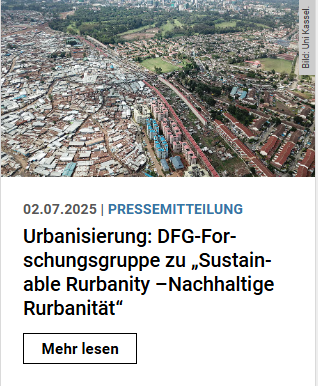 Bild: Uni Kassel.
02.07.2025 | PRESSEMITTEILUNG
Urbanisierung: DFG-For-
schungsgruppe zu „Sustain-
able Rurbanity –Nachhaltige
Rurbanität“
Mehr lesen